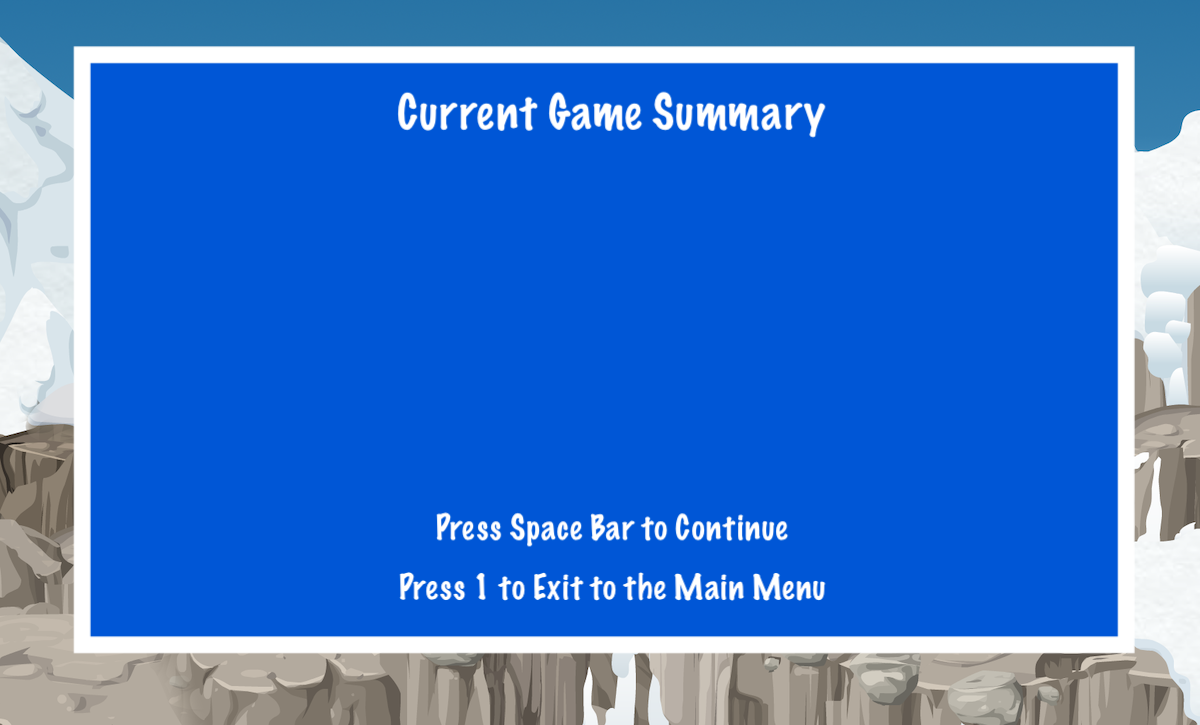 Current Game Summary
Press Space Bar to Continue
Press 1 to Exit to the Main Menu